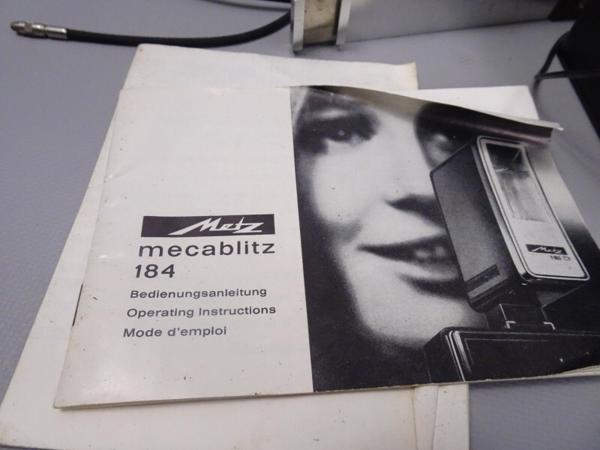 Metz
mecablitz
184
Bedienungsanleitung
Operating Instructions
Mode d'emploi
Metz